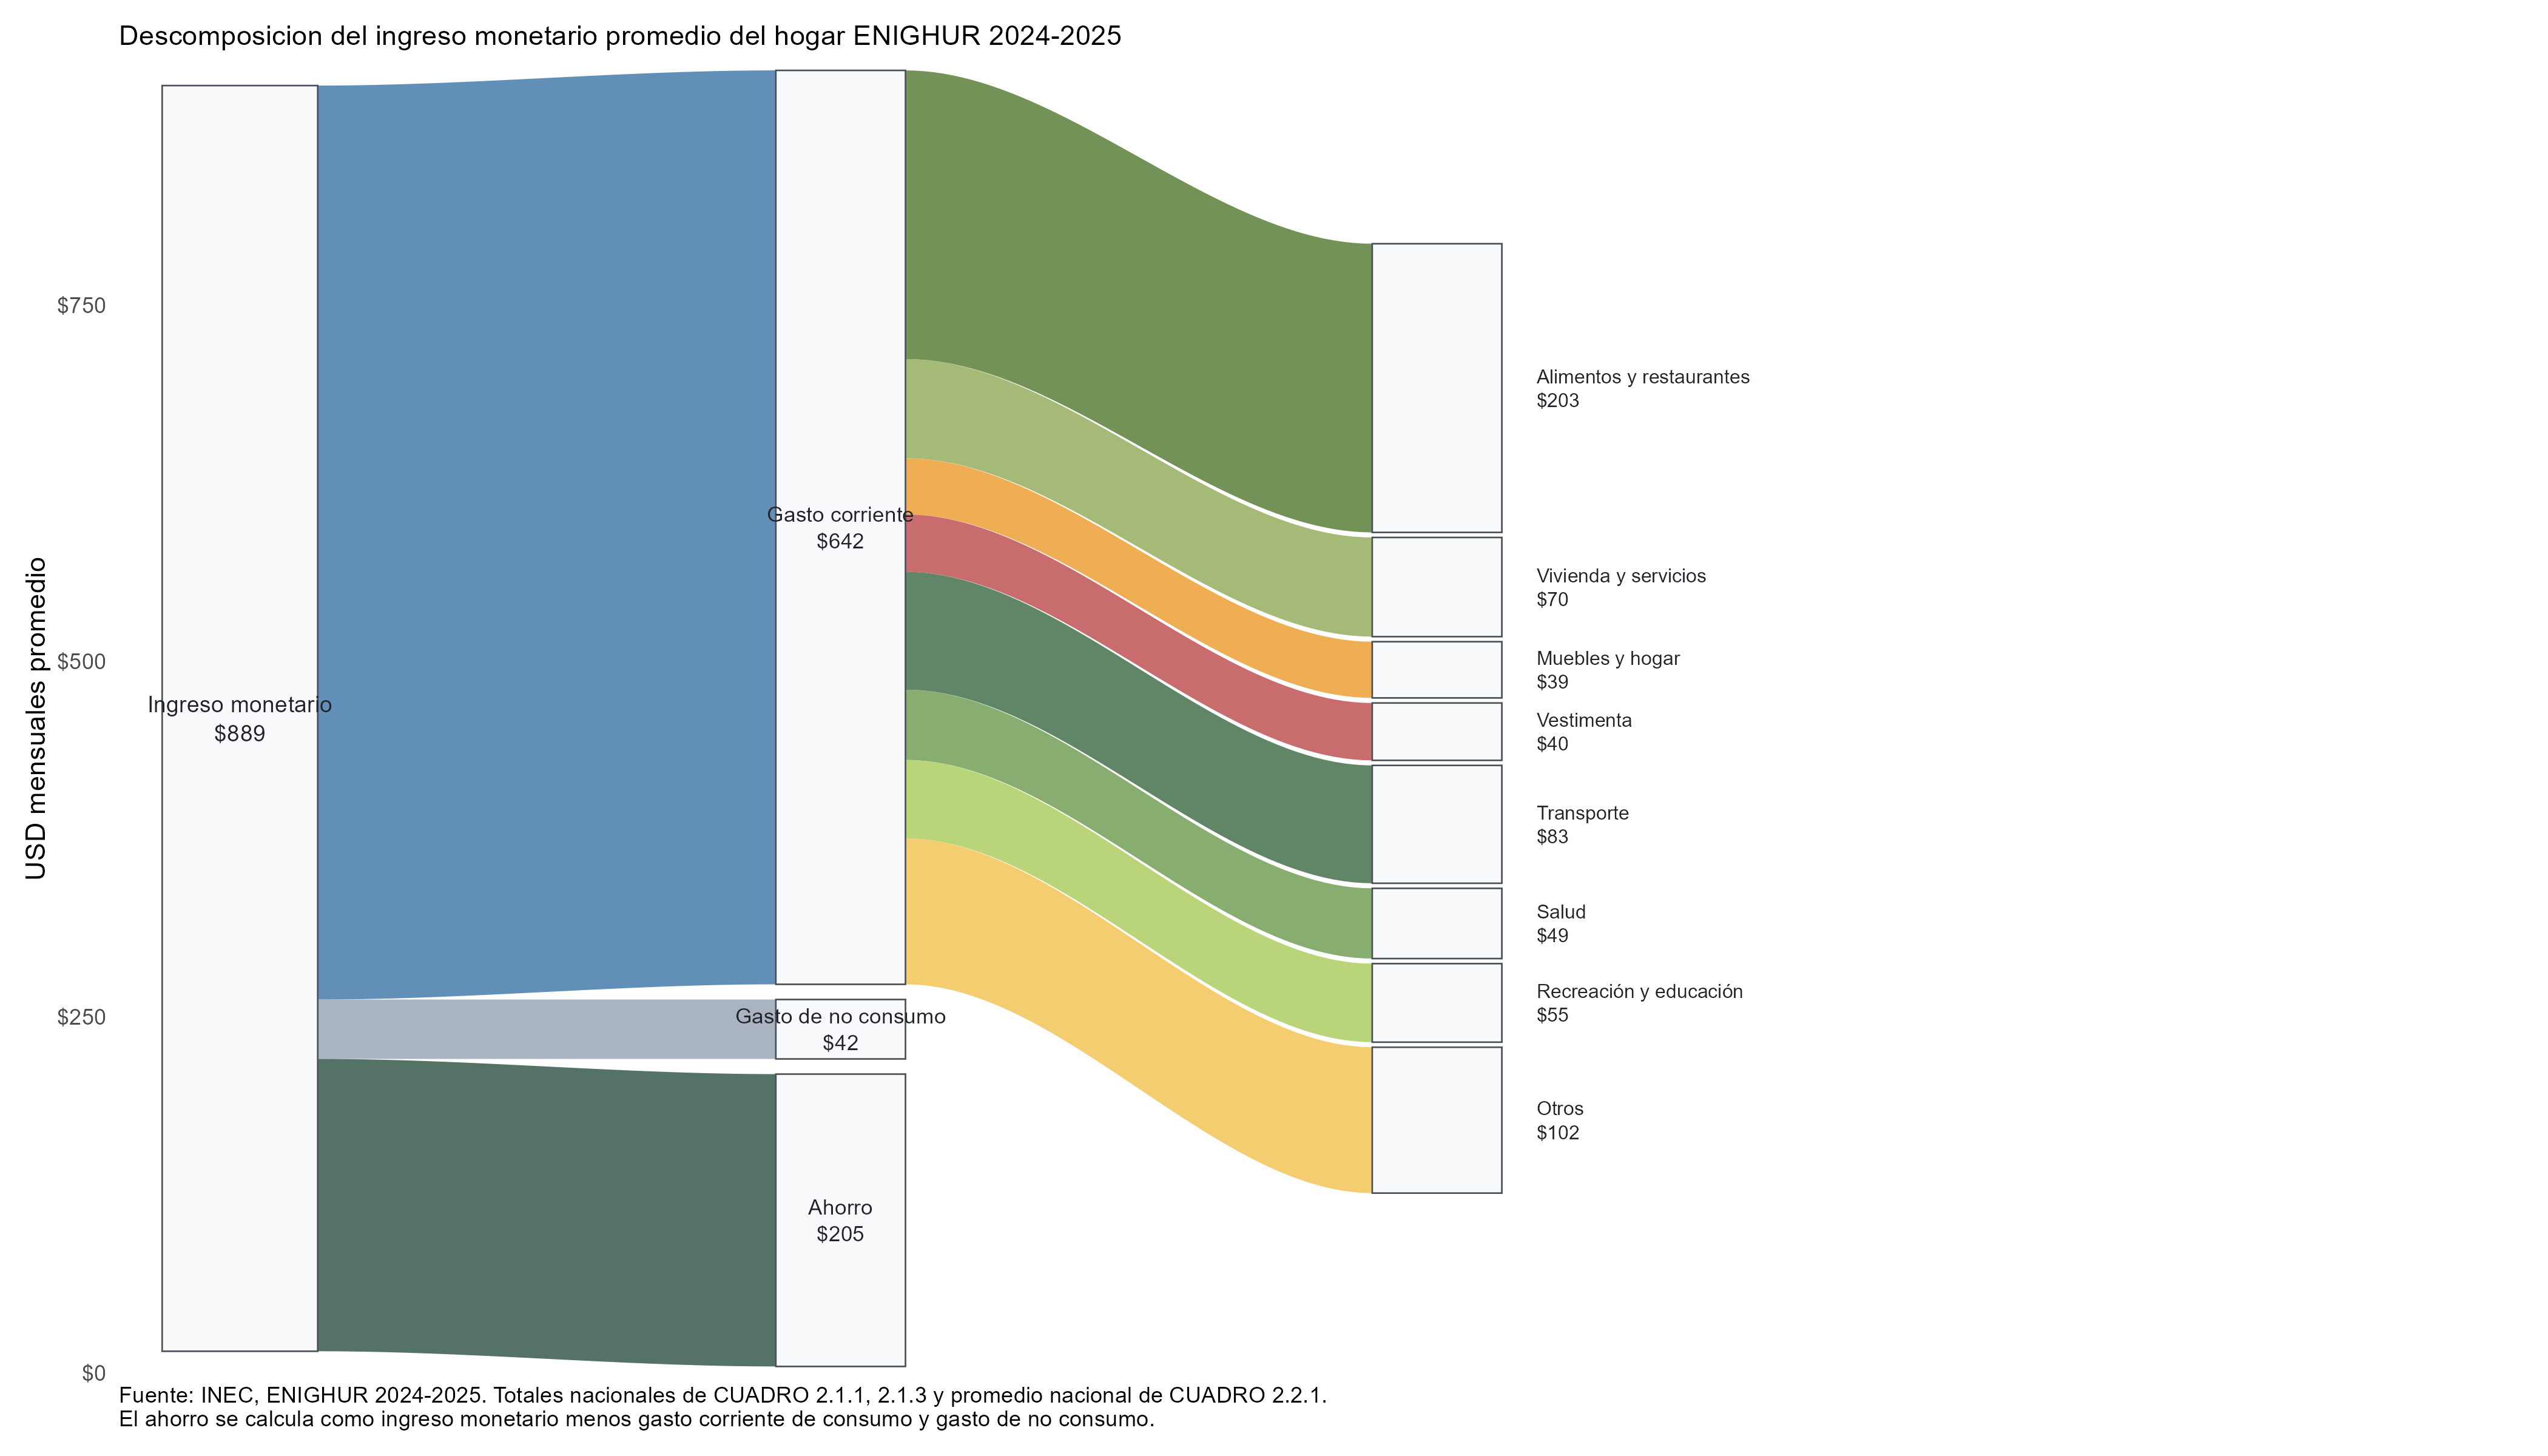 Descomposicion del ingreso monetario promedio del hogar ENIGHUR 2024-2025
USD mensuales promedio
$750
$500
$250
$0
Ingreso monetario
$889
Gasto corriente
$642
Gasto de no consumo
$42
Ahorro
$205
Alimentos y restaurantes
$203
Vivienda y servicios
$70
Muebles y hogar
$39
Vestimenta
$40
Transporte
$83
Salud
$49
Recreación y educación
$55
Otros
$102
Fuente: INEC, ENIGHUR 2024-2025. Totales nacionales de CUADRO 2.1.1, 2.1.3 y promedio nacional de CUADRO 2.2.1.
El ahorro se calcula como ingreso monetario menos gasto corriente de consumo y gasto de no consumo.